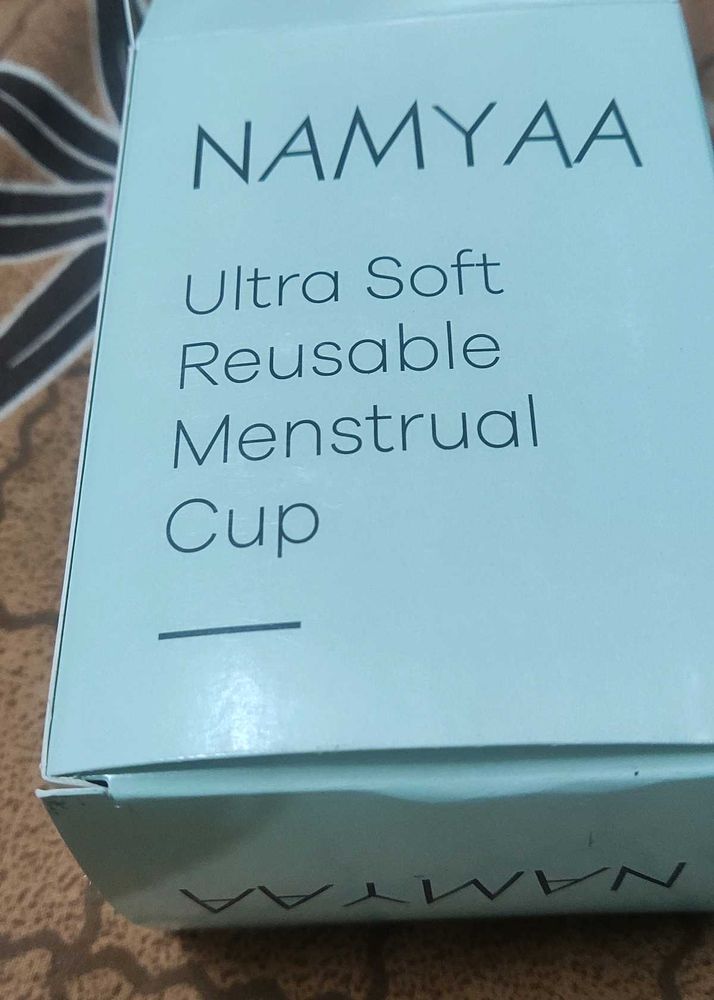 NAMYAA
Ultra Soft
Reusable
Menstrual
Cup
NAMYAA